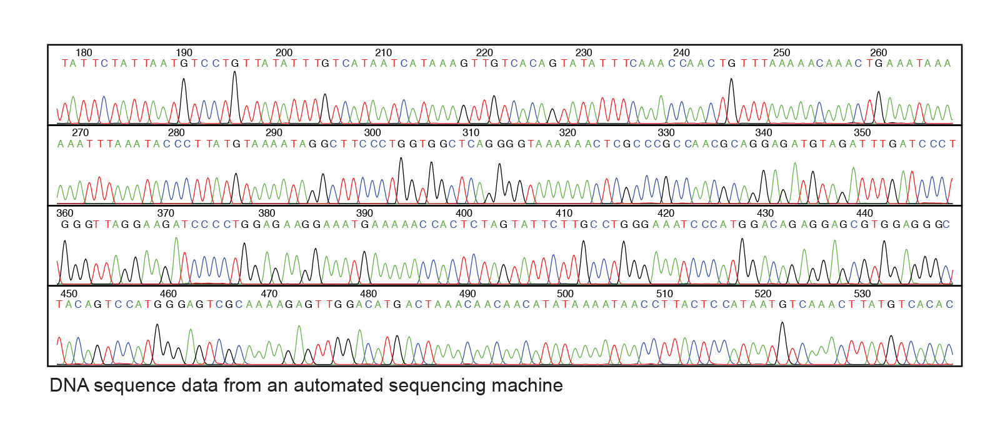 180 190 200 210 220 230 240 250 260
TATTCTATTAATGTCCTGTTATATTTGTCATAATCATAAAGTTGTCACAGTATATTTCAAACCAACTGTTTAAAAACAAACTGAAATAAA
270 280 290 300 310 320 330 340 350
AAATTTAAATACCCTTATGTAAAATAGGCTTCCCTGGTGGCTCAGGGGTAAAAAACTCGCCCGCCAACGCAGGAGATGTAGATTTGATCCCT
360 370 380 390 400 410 420 430 440
GGGTTAGGAAGATCCCCTGGAGAAGGAAATGAAAAACCACTCTAGTATTCTTGCCTGGGAAATCCCATGGACAGAGGAGCGTGGAGGGC
450 460 470 480 490 500 510 520 530
TACAGTCCATGGGAGTCGCAAAAGAGTTGGACATGACTAAACAACAACATATAAAATAACCTTACTCCATAATGTCAAACTTATGTCACAC
DNA sequence data from an automated sequencing machine